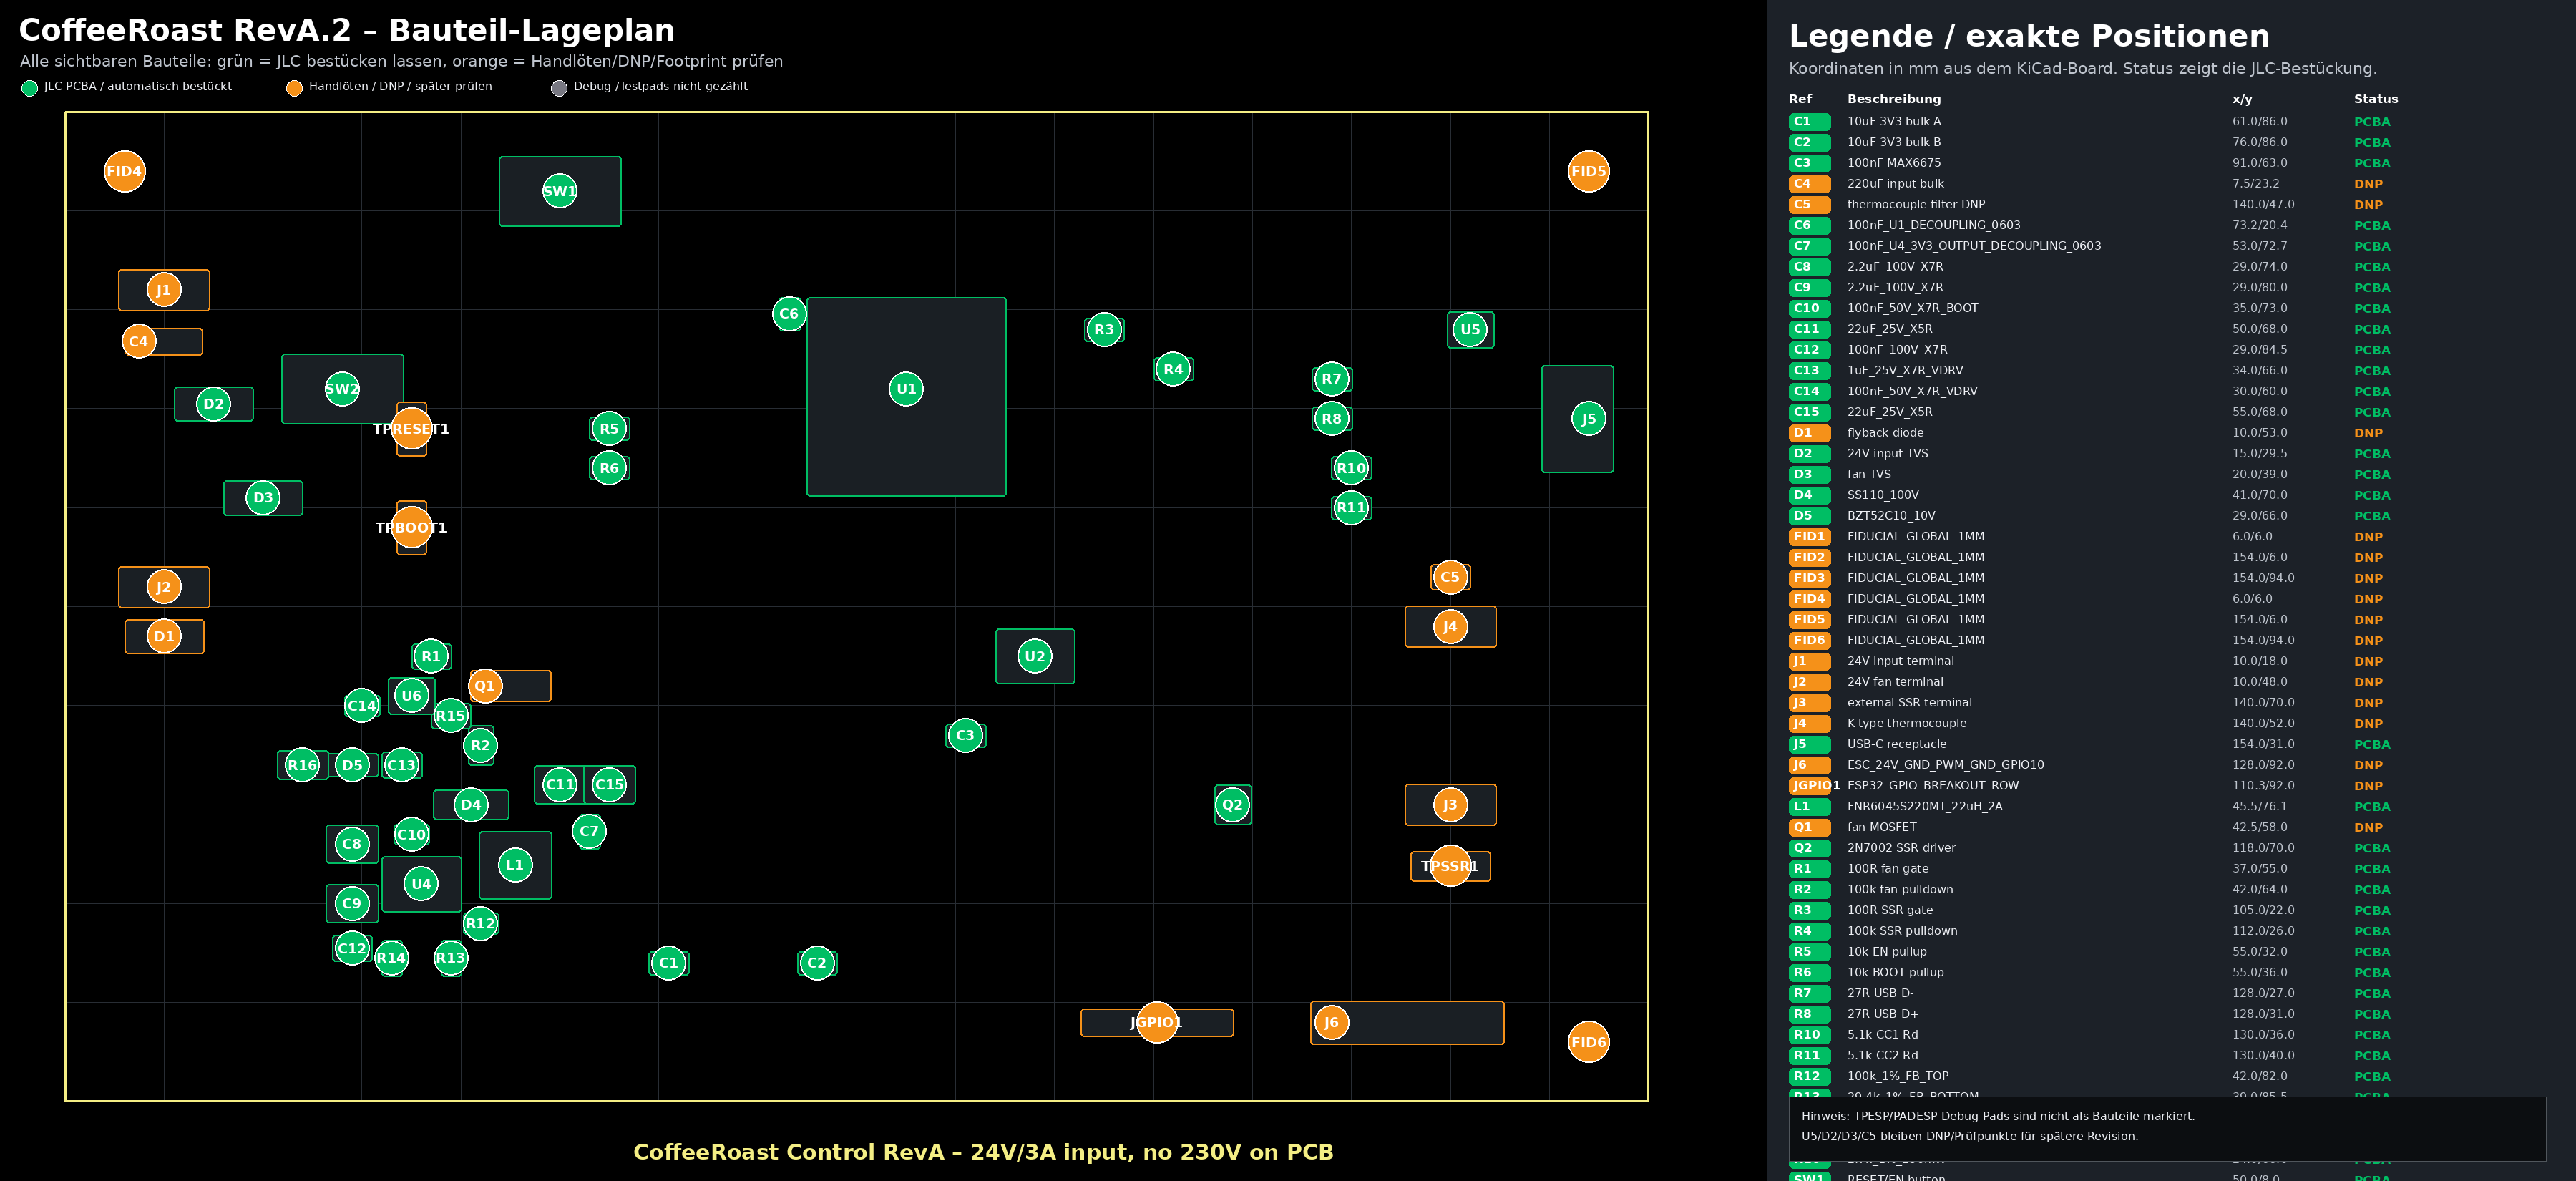 CoffeeRoast RevA.2 – Bauteil-Lageplan
Alle sichtbaren Bauteile: grün = JLC bestücken lassen, orange = Handlöten/DNP/Footprint prüfen
JLC PCBA / automatisch bestückt
Handlöten / DNP / später prüfen
Debug-/Testpads nicht gezählt
FID4
SW1
FID5
J1
C6
R3
U5
C4
R4
SW2
U1
R7
D2
R8
J5
TPRESET1
R5
R6
R10
D3
R11
TPBOOT1
C5
J2
J4
D1
R1
U2
Q1
U6
C14
R15
C3
R2
R16
D5
C13
C11
C15
D4
Q2
J3
C7
C10
C8
L1
TPSSR1
U4
C9
R12
C12
R14
R13
C1
C2
JGPIO1
J6
FID6
CoffeeRoast Control RevA – 24V/3A input, no 230V on PCB
Legende / exakte Positionen
Koordinaten in mm aus dem KiCad-Board. Status zeigt die JLC-Bestückung.
Ref Beschreibung x/y Status
C1 10uF 3V3 bulk A 61.0/86.0 PCBA
C2 10uF 3V3 bulk B 76.0/86.0 PCBA
C3 100nF MAX6675 91.0/63.0 PCBA
C4 220uF input bulk 7.5/23.2 DNP
C5 thermocouple filter DNP 140.0/47.0 DNP
C6 100nF_U1_DECOUPLING_0603 73.2/20.4 PCBA
C7 100nF_U4_3V3_OUTPUT_DECOUPLING_0603 53.0/72.7 PCBA
C8 2.2uF_100V_X7R 29.0/74.0 PCBA
C9 2.2uF_100V_X7R 29.0/80.0 PCBA
C10 100nF_50V_X7R_BOOT 35.0/73.0 PCBA
C11 22uF_25V_X5R 50.0/68.0 PCBA
C12 100nF_100V_X7R 29.0/84.5 PCBA
C13 1uF_25V_X7R_VDRV 34.0/66.0 PCBA
C14 100nF_50V_X7R_VDRV 30.0/60.0 PCBA
C15 22uF_25V_X5R 55.0/68.0 PCBA
D1 flyback diode 10.0/53.0 DNP
D2 24V input TVS 15.0/29.5 PCBA
D3 fan TVS 20.0/39.0 PCBA
D4 SS110_100V 41.0/70.0 PCBA
D5 BZT52C10_10V 29.0/66.0 PCBA
FID1 FIDUCIAL_GLOBAL_1MM 6.0/6.0 DNP
FID2 FIDUCIAL_GLOBAL_1MM 154.0/6.0 DNP
FID3 FIDUCIAL_GLOBAL_1MM 154.0/94.0 DNP
FID4 FIDUCIAL_GLOBAL_1MM 6.0/6.0 DNP
FID5 FIDUCIAL_GLOBAL_1MM 154.0/6.0 DNP
FID6 FIDUCIAL_GLOBAL_1MM 154.0/94.0 DNP
J1 24V input terminal 10.0/18.0 DNP
J2 24V fan terminal 10.0/48.0 DNP
J3 external SSR terminal 140.0/70.0 DNP
J4 K-type thermocouple 140.0/52.0 DNP
J5 USB-C receptacle 154.0/31.0 PCBA
J6 ESC_24V_GND_PWM_GND_GPIO10 128.0/92.0 DNP
JGPIO1 ESP32_GPIO_BREAKOUT_ROW 110.3/92.0 DNP
L1 FNR6045S220MT_22uH_2A 45.5/76.1 PCBA
Q1 fan MOSFET 42.5/58.0 DNP
Q2 2N7002 SSR driver 118.0/70.0 PCBA
R1 100R fan gate 37.0/55.0 PCBA
R2 100k fan pulldown 42.0/64.0 PCBA
R3 100R SSR gate 105.0/22.0 PCBA
R4 100k SSR pulldown 112.0/26.0 PCBA
R5 10k EN pullup 55.0/32.0 PCBA
R6 10k BOOT pullup 55.0/36.0 PCBA
R7 27R USB D- 128.0/27.0 PCBA
R8 27R USB D+ 128.0/31.0 PCBA
R10 5.1k CC1 Rd 130.0/36.0 PCBA
R11 5.1k CC2 Rd 130.0/40.0 PCBA
R12 100k_1%_FB_TOP 42.0/82.0 PCBA
Hinweis: TPESP/PADESP Debug-Pads sind nicht als Bauteile markiert.
U5/D2/D3/C5 bleiben DNP/Prüfpunkte für spätere Revision.
SW1 RESET/EN button 50.0/8.0 PCBA